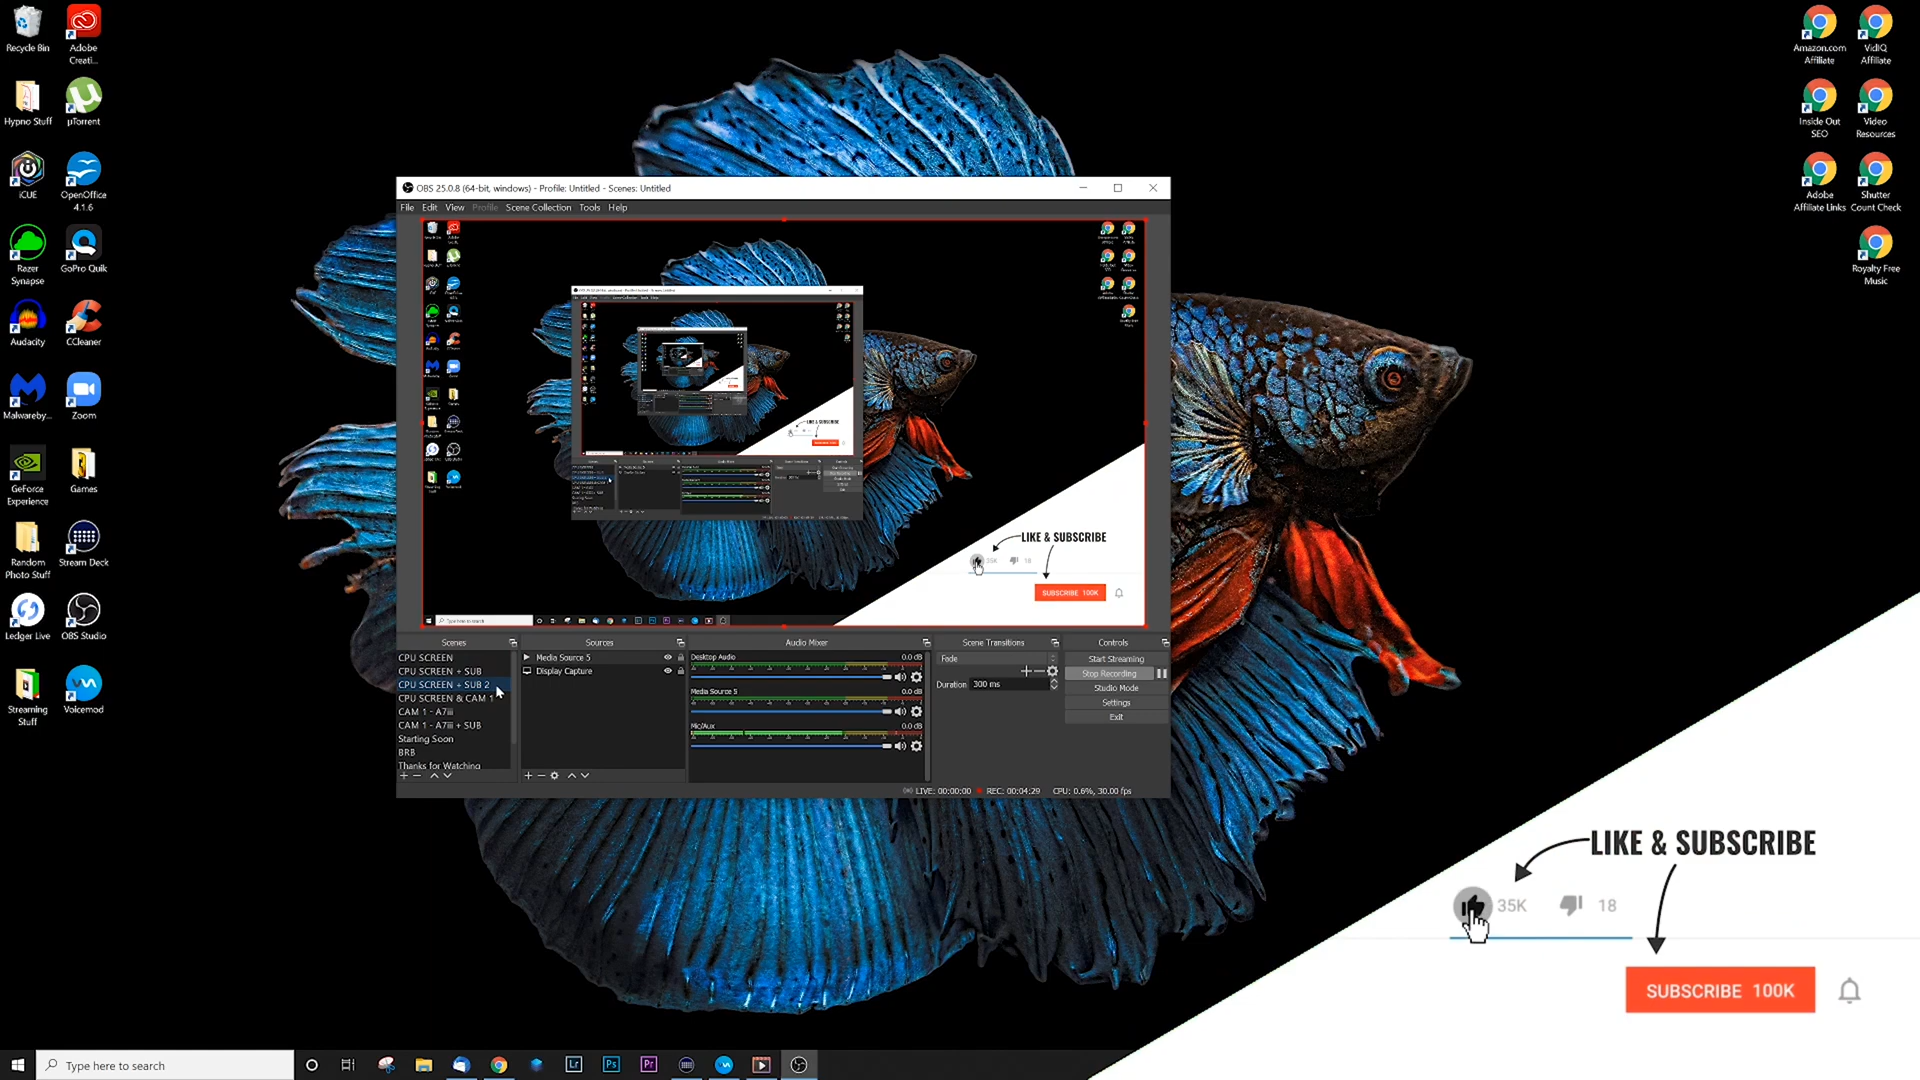 Recycle Bin
Adobe
Creati...
Hypno Stuff
µTorrent
iCUE
OpenOffice
4.1.6
Razer
Synapse
GoPro Quik
Audacity
CCleaner
Malwareby...
Zoom
GeForce
Experience
Games
Random
Photo Stuff
Stream Deck
Ledger Live
OBS Studio
Streaming
Stuff
Voicemod
Amazon.com
Affiliate
VidIQ
Affiliate
Inside Out
SEO
Video
Resources
Adobe
Affiliate Links
Shutter
Count Check
Royalty Free
Music
OBS 25.0.8 (64-bit, windows) - Profile: Untitled - Scenes: Untitled
File Edit View Profile Scene Collection Tools Help
LIKE & SUBSCRIBE
35K 18
SUBSCRIBE 100K
Scenes
CPU SCREEN
CPU SCREEN + SUB
CPU SCREEN + SUB 2
CPU SCREEN & CAM 1
CAM 1 - A7iii
CAM 1 - A7iii + SUB
Starting Soon
BRB
Thanks for Watching
Sources
Media Source 5
Display Capture
Audio Mixer
Desktop Audio 0.0 dB
Media Source 5 0.0 dB
Mic/Aux 0.0 dB
Scene Transitions
Fade
Duration 300 ms
Controls
Start Streaming
Stop Recording
Studio Mode
Settings
Exit
LIVE: 00:00:00 REC: 00:04:29 CPU: 0.6%, 30.00 fps
LIKE & SUBSCRIBE
35K 18
SUBSCRIBE 100K
Type here to search
Lr Ps Pr